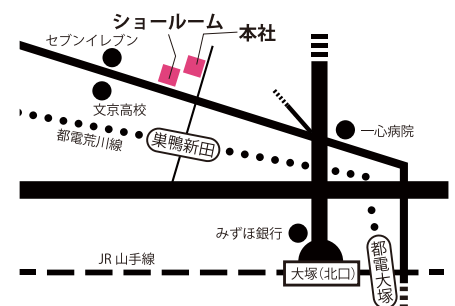 ショールーム
本社
セブンイレブン
文京高校
都電荒川線
巣鴨新田
一心病院
みずほ銀行
JR 山手線
大塚(北口)
都電大塚